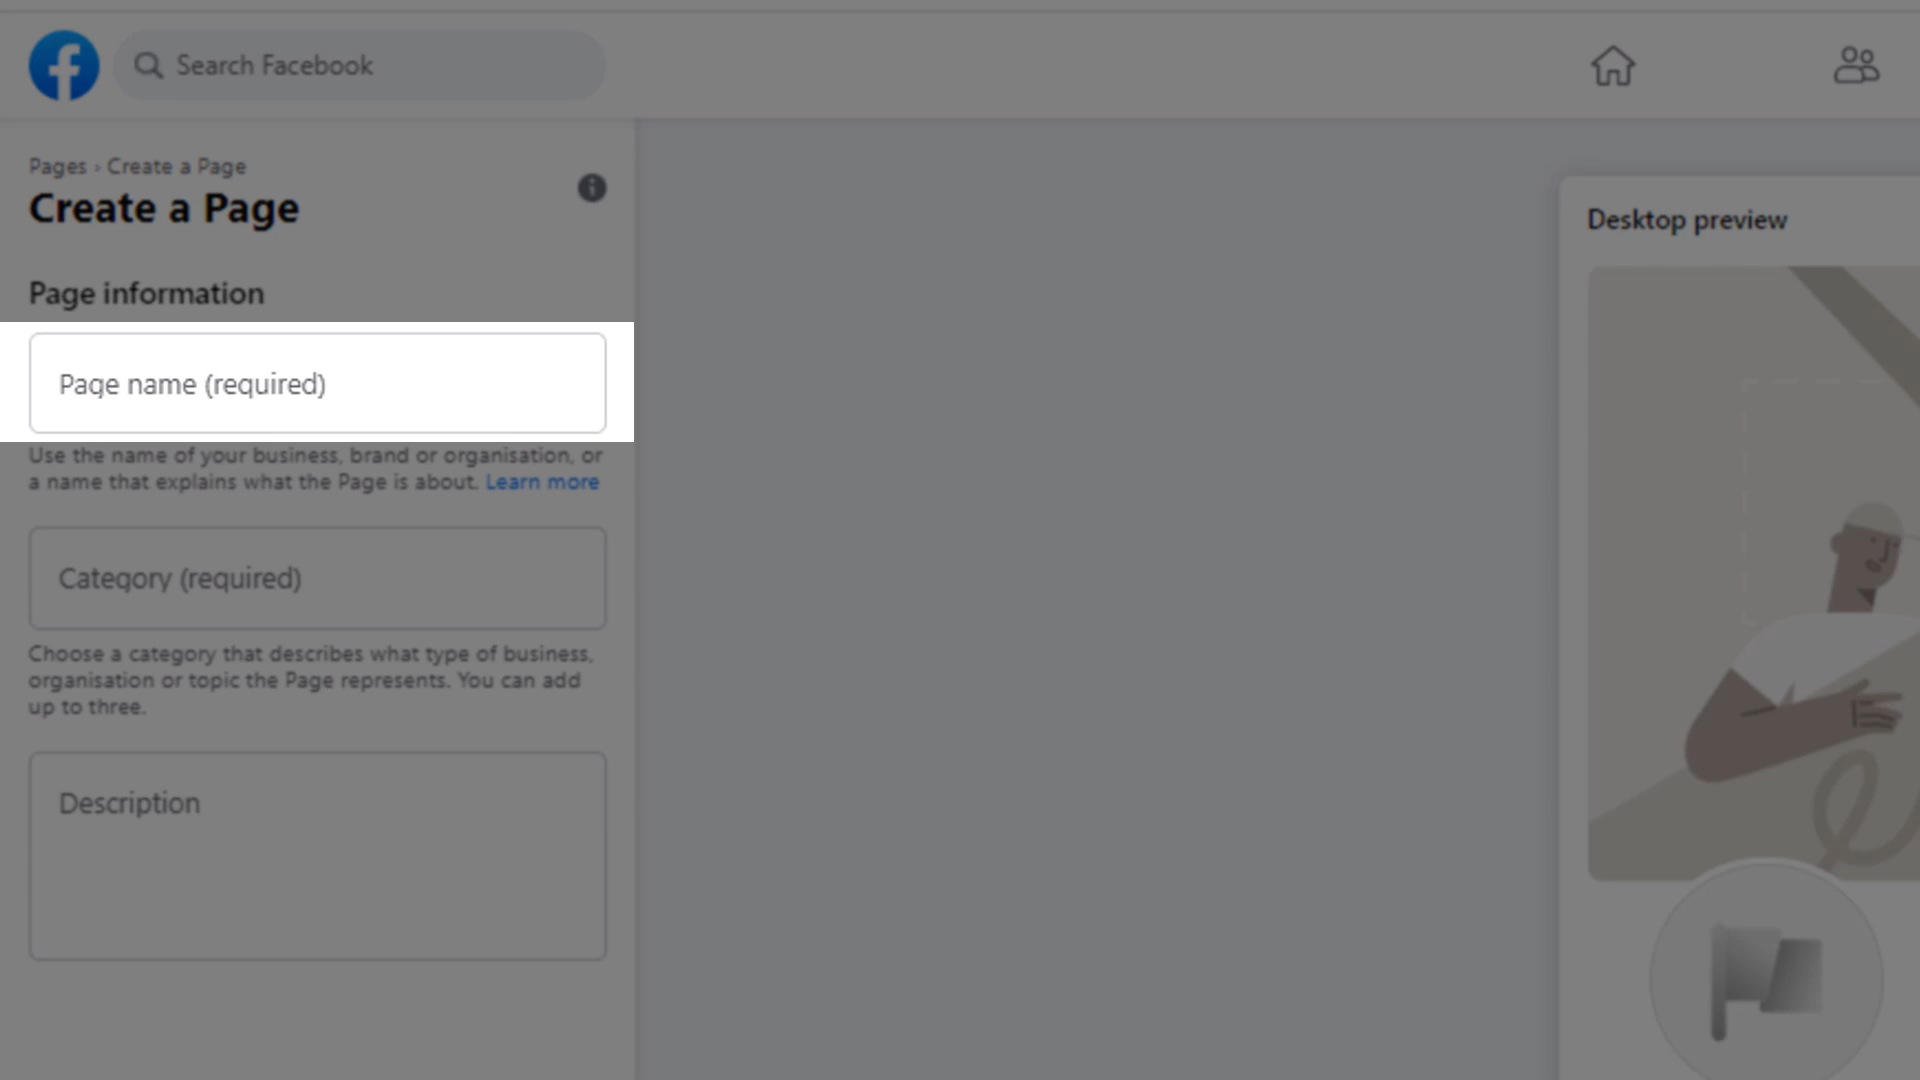 Search Facebook
Pages › Create a Page
Create a Page
Page information
Page name (required)
Use the name of your business, brand or organisation, or
a name that explains what the Page is about. Learn more
Category (required)
Choose a category that describes what type of business,
organisation or topic the Page represents. You can add
up to three.
Description
Desktop preview